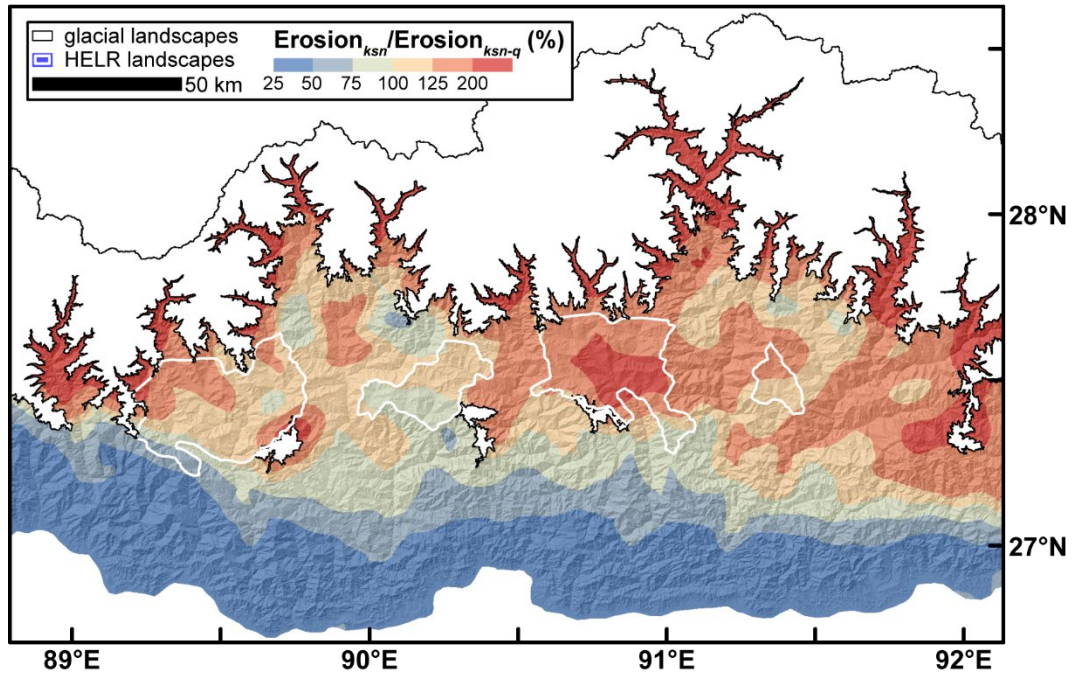 glacial landscapes
HELR landscapes
50 km
Erosionksn/Erosionksn-q (%)
25 50 75 100 125 200
28°N
27°N
89°E 90°E 91°E 92°E